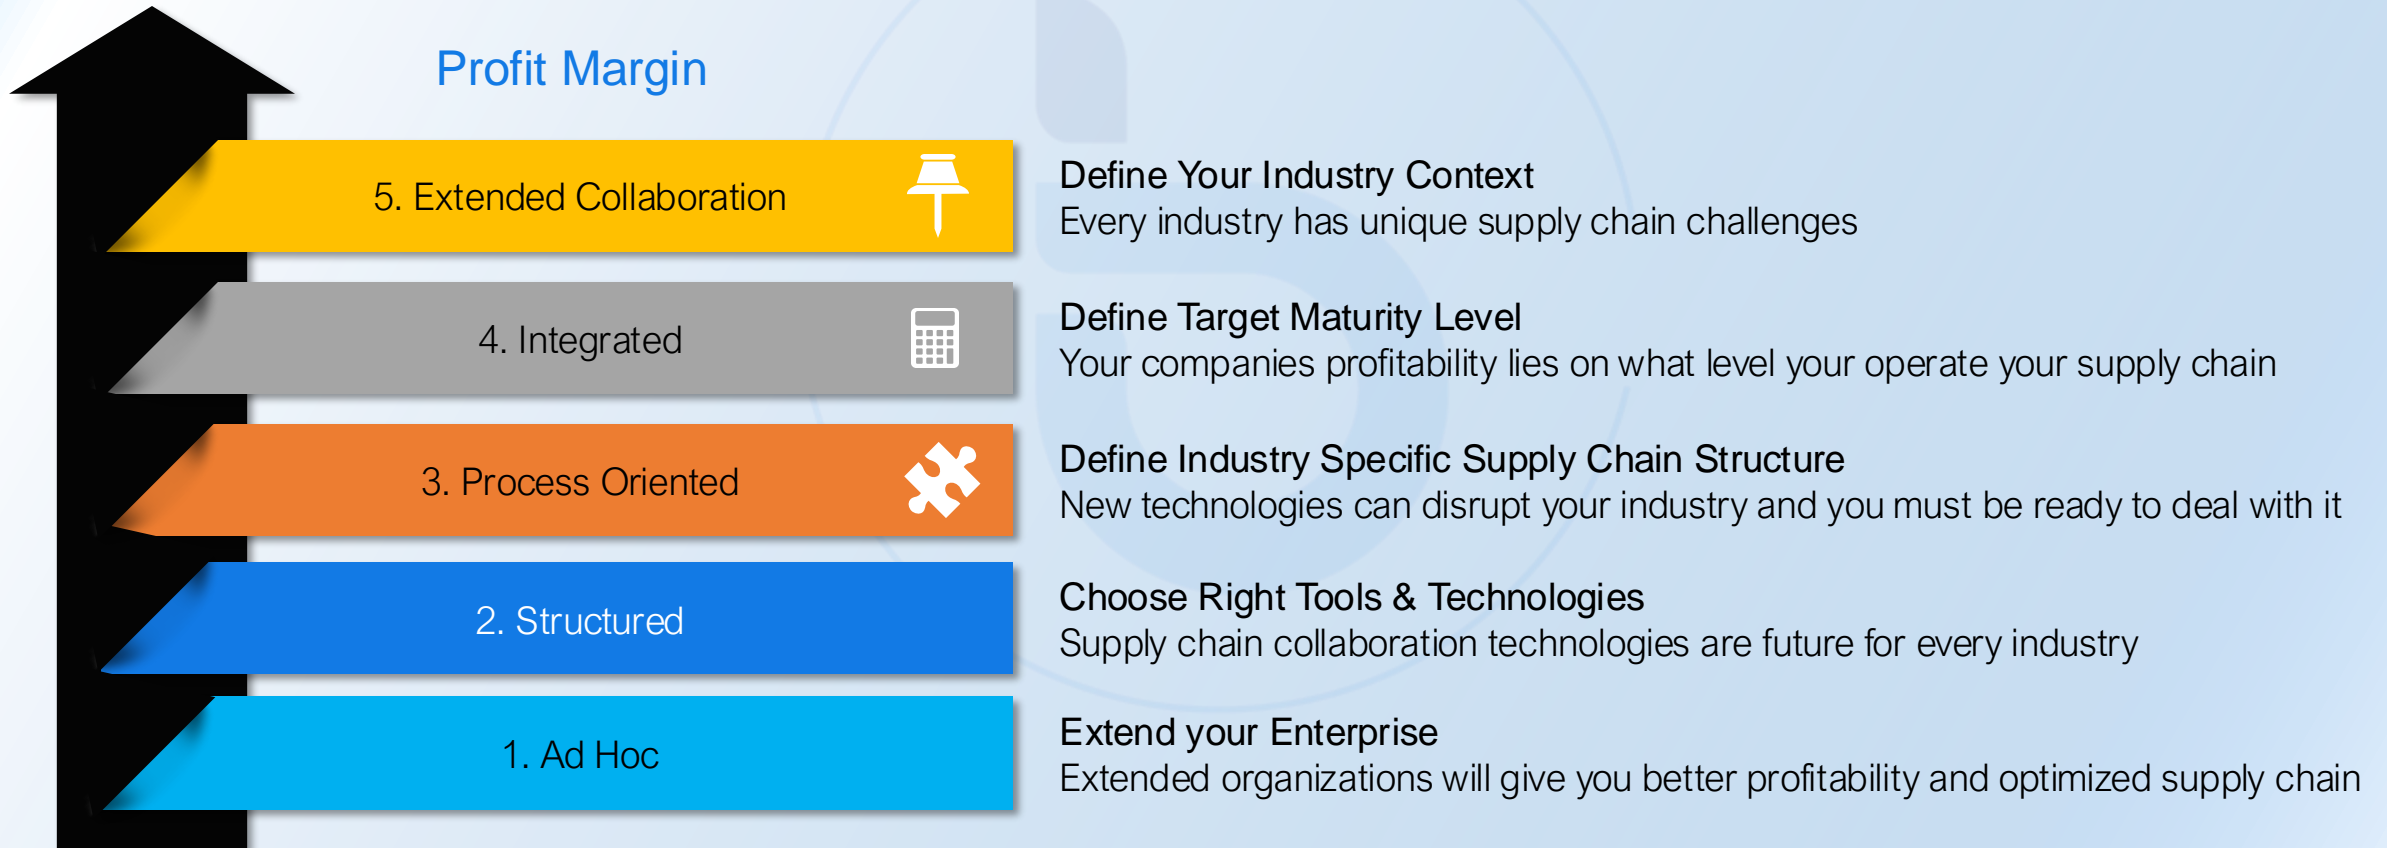 Profit Margin
5. Extended Collaboration
Define Your Industry Context
Every industry has unique supply chain challenges
4. Integrated
Define Target Maturity Level
Your companies profitability lies on what level your operate your supply chain
3. Process Oriented
Define Industry Specific Supply Chain Structure
New technologies can disrupt your industry and you must be ready to deal with it
2. Structured
Choose Right Tools & Technologies
Supply chain collaboration technologies are future for every industry
1. Ad Hoc
Extend your Enterprise
Extended organizations will give you better profitability and optimized supply chain